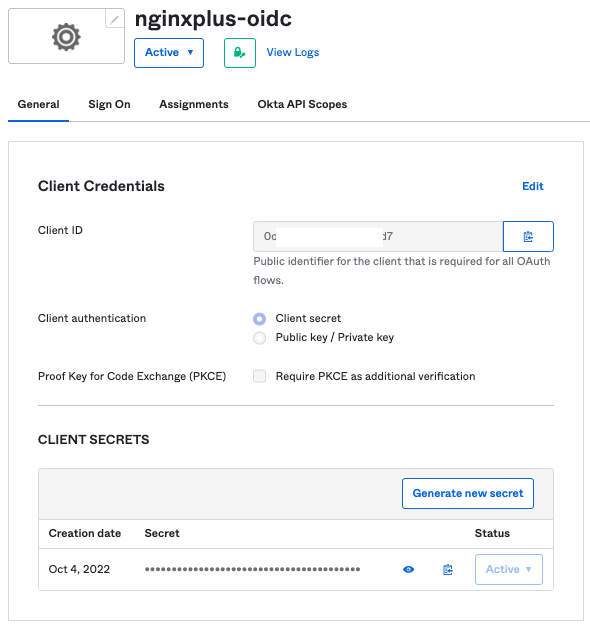 nginxplus-oidc
Active ▼
View Logs
General Sign On Assignments Okta API Scopes
Client Credentials
Edit
Client ID
Public identifier for the client that is required for all OAuth
flows.
Client authentication
Client secret
Public key / Private key
Proof Key for Code Exchange (PKCE)
Require PKCE as additional verification
CLIENT SECRETS
Generate new secret
Creation date Secret Status
Oct 4, 2022 •••••••••••••••••••••••••••••••••••••••• Active ▼